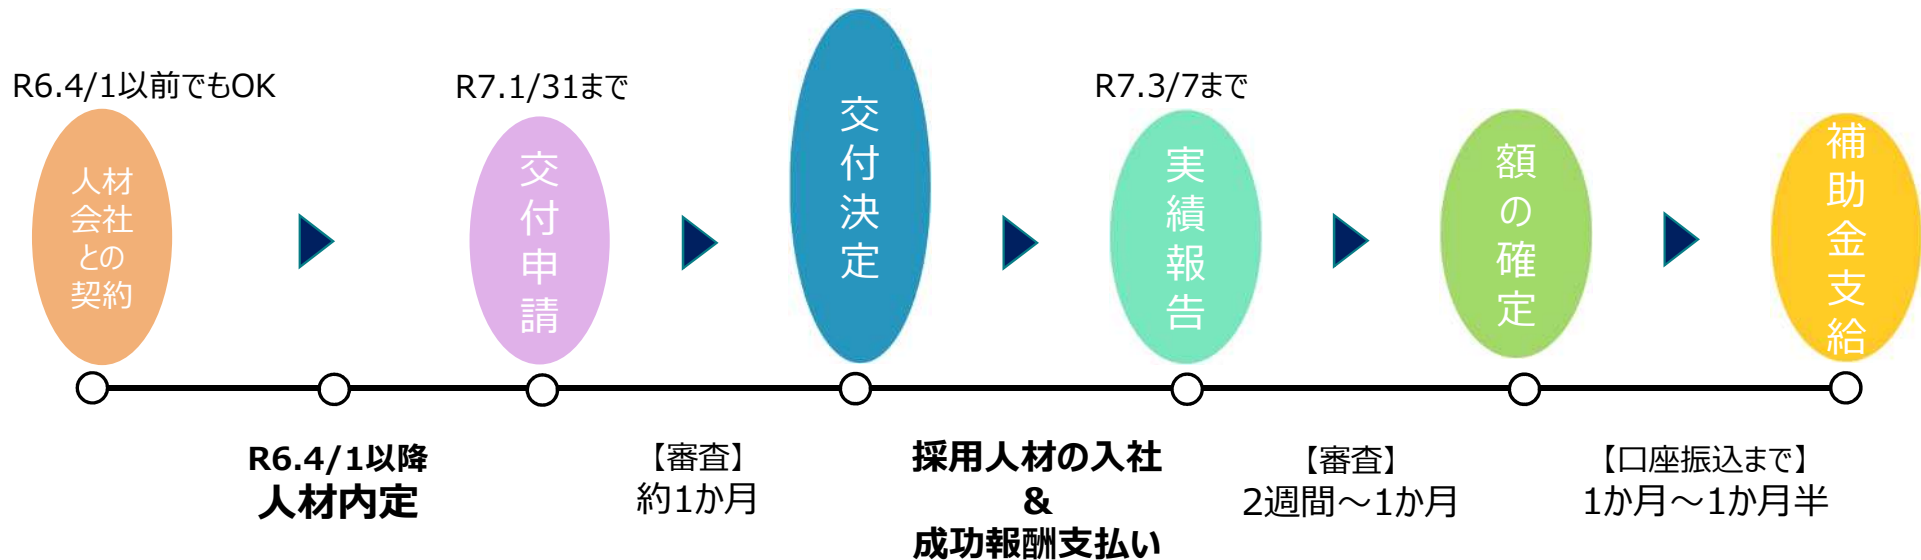 R6.4/1以前でもOK
人材
会社
との
契約
R6.4/1以降
人材内定
R7.1/31まで
交付申請
【審査】
約1か月
交付決定
採用人材の入社
&
成功報酬支払い
R7.3/7まで
実績報告
【審査】
2週間～1か月
額の確定
【口座振込まで】
1か月～1か月半
補助金支給